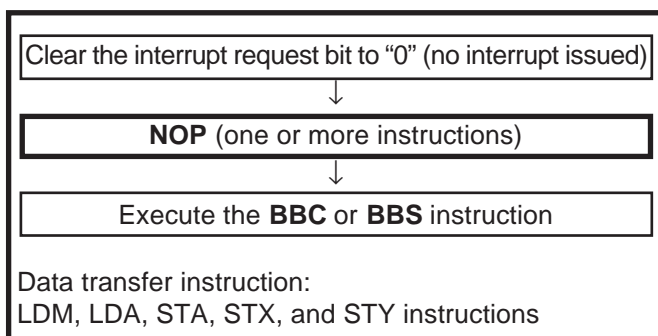 Clear the interrupt request bit to “0” (no interrupt issued)
↓
NOP (one or more instructions)
↓
Execute the BBC or BBS instruction
Data transfer instruction:
LDM, LDA, STA, STX, and STY instructions